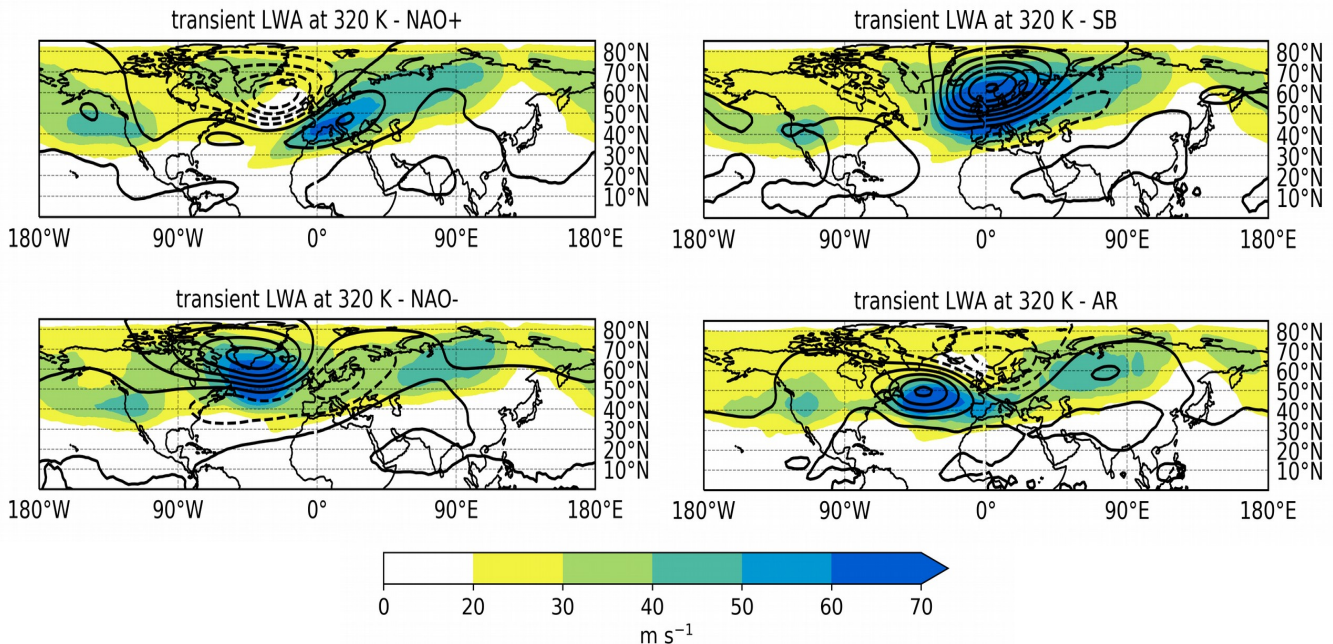 transient LWA at 320 K - NAO+
80°N
70°N
60°N
50°N
40°N
30°N
20°N
10°N
180°W 90°W 0° 90°E 180°E
transient LWA at 320 K - SB
80°N
70°N
60°N
50°N
40°N
30°N
20°N
10°N
180°W 90°W 0° 90°E 180°E
transient LWA at 320 K - NAO-
80°N
70°N
60°N
50°N
40°N
30°N
20°N
10°N
180°W 90°W 0° 90°E 180°E
transient LWA at 320 K - AR
80°N
70°N
60°N
50°N
40°N
30°N
20°N
10°N
180°W 90°W 0° 90°E 180°E
0 20 30 40 50 60 70
m s⁻¹